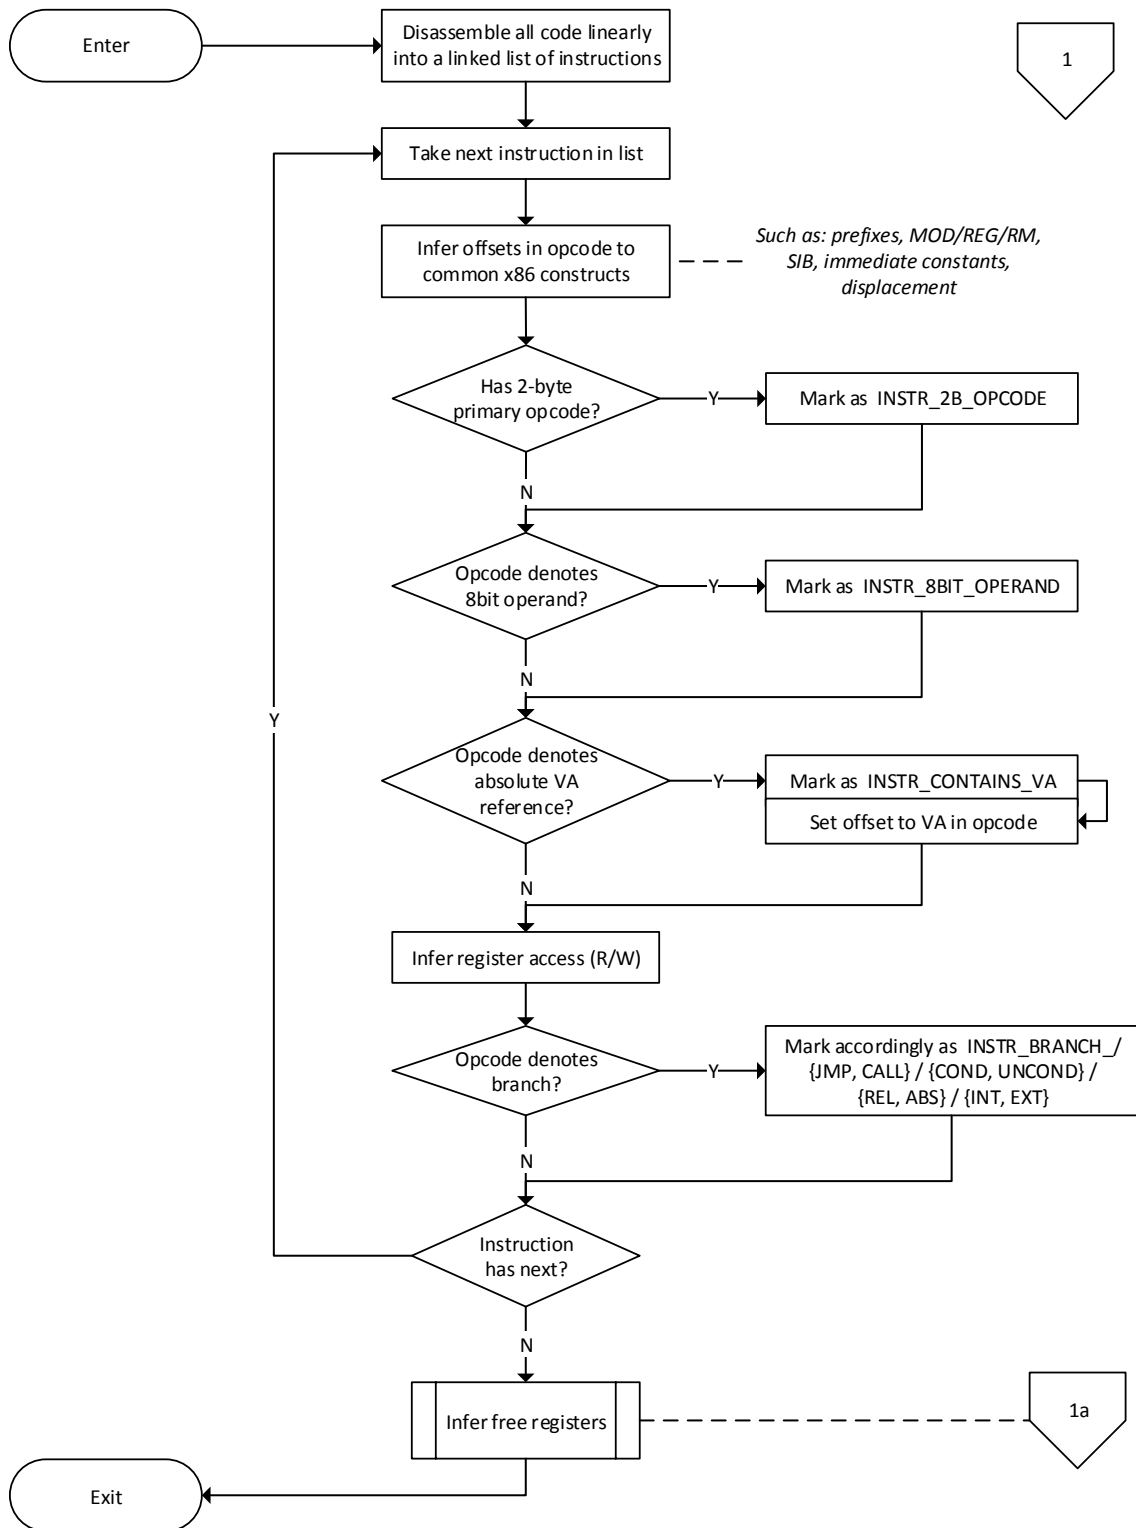 Enter
Disassemble all code linearly
into a linked list of instructions
1
Take next instruction in list
Infer offsets in opcode to
common x86 constructs
Such as: prefixes, MOD/REG/RM,
SIB, immediate constants,
displacement
Has 2-byte
primary opcode?
Y
Mark as INSTR_2B_OPCODE
N
Opcode denotes
8bit operand?
Y
Mark as INSTR_8BIT_OPERAND
N
Y
Opcode denotes
absolute VA
reference?
Y
Mark as INSTR_CONTAINS_VA
Set offset to VA in opcode
N
Infer register access (R/W)
Opcode denotes
branch?
Y
Mark accordingly as INSTR_BRANCH_/
{JMP, CALL} / {COND, UNCOND} /
{REL, ABS} / {INT, EXT}
N
Instruction
has next?
N
Infer free registers
1a
Exit